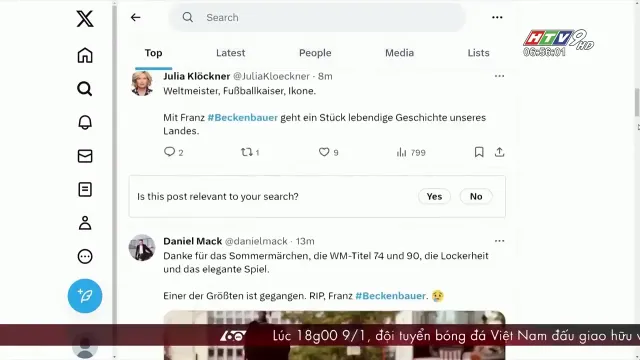 Search
HTV9 HD
06:56:01
Top
Latest
People
Media
Lists
Julia Klöckner @JuliaKloeckner · 8m
Weltmeister, Fußballkaiser, Ikone.
Mit Franz #Beckenbauer geht ein Stück lebendige Geschichte unseres
Landes.
2
1
9
799
Is this post relevant to your search?
Yes
No
Daniel Mack @danielmack · 13m
Danke für das Sommermärchen, die WM-Titel 74 und 90, die Lockerheit
und das elegante Spiel.
Einer der Größten ist gegangen. RIP, Franz #Beckenbauer. 😢
Lúc 18g00 9/1, đội tuyển bóng đá Việt Nam đấu giao hữu v